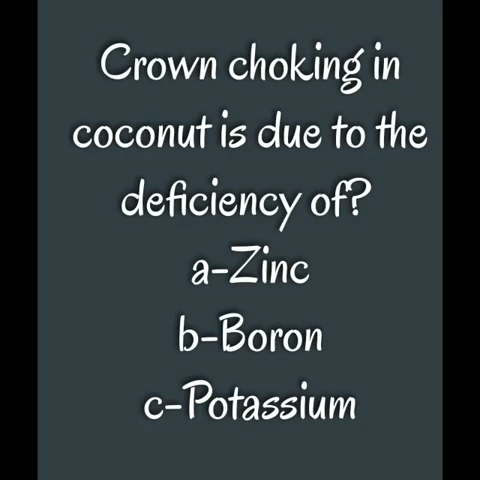 Crown choking in
coconut is due to the
deficiency of?
a-Zinc
b-Boron
c-Potassium